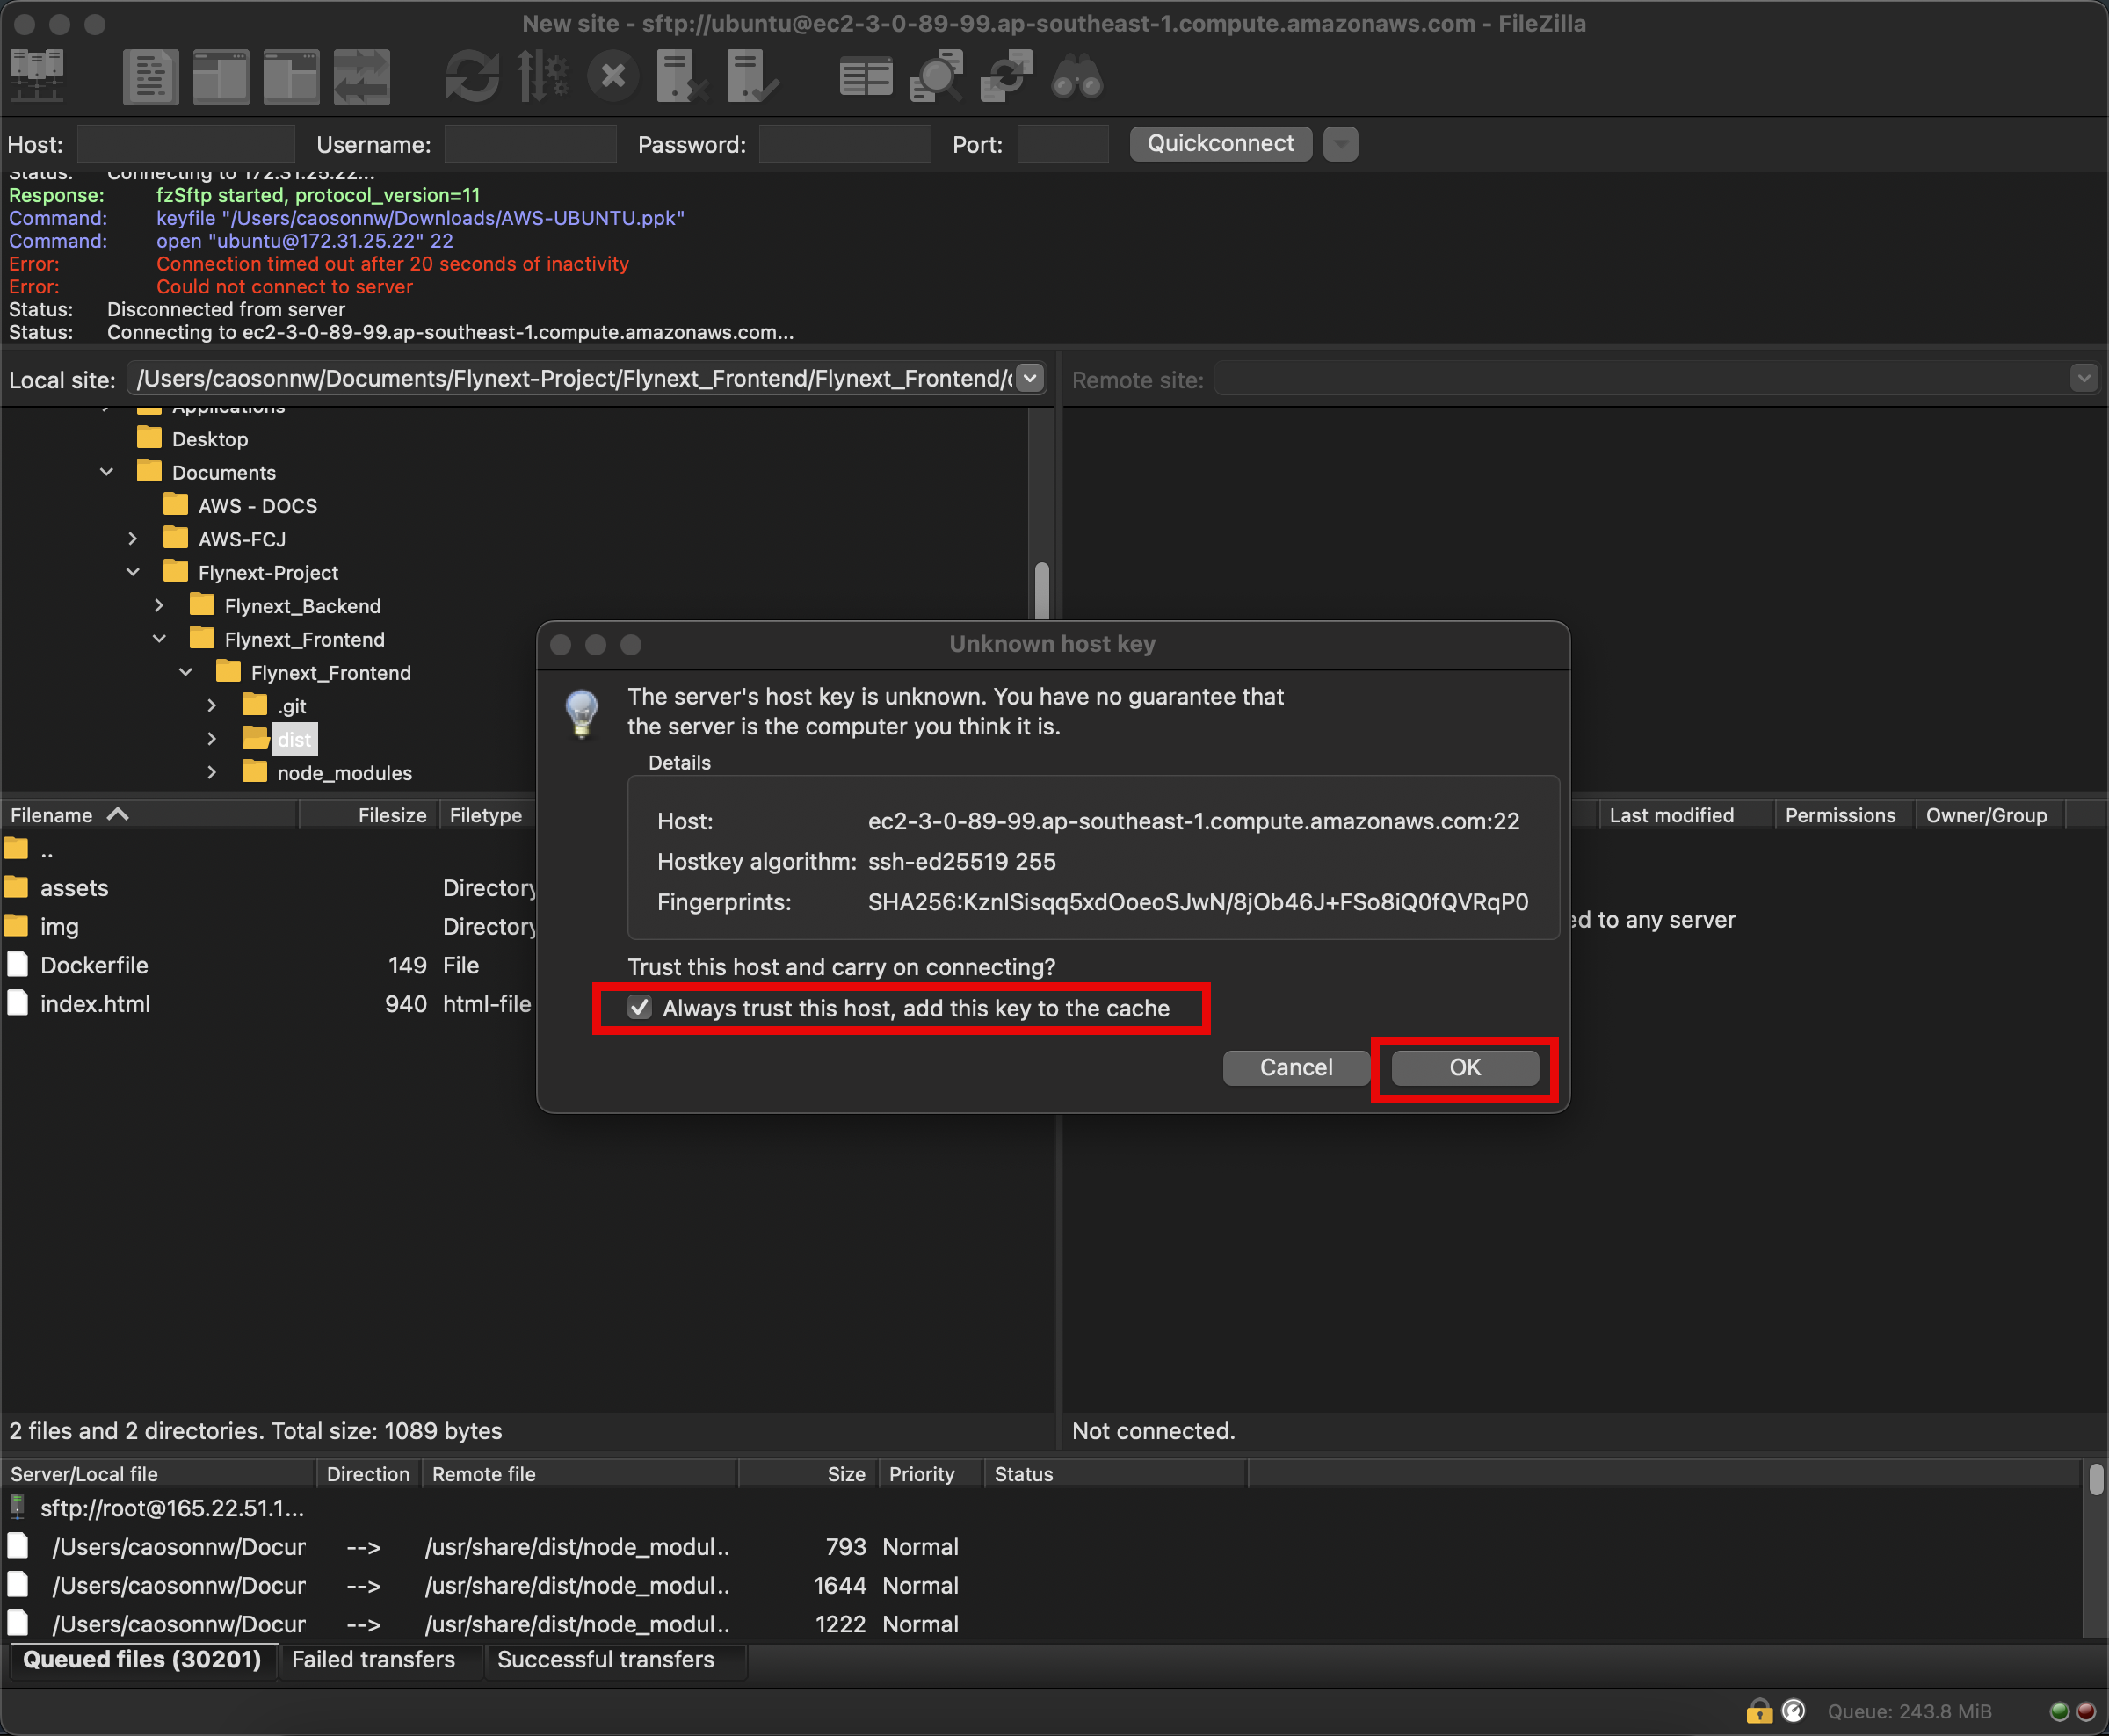 New site - sftp://ubuntu@ec2-3-0-89-99.ap-southeast-1.compute.amazonaws.com - FileZilla
Host: Username: Password: Port: Quickconnect
Status: Connecting to 172.31.25.22...
Response: fzSftp started, protocol_version=11
Command: keyfile "/Users/caosonnw/Downloads/AWS-UBUNTU.ppk"
Command: open "ubuntu@172.31.25.22" 22
Error: Connection timed out after 20 seconds of inactivity
Error: Could not connect to server
Status: Disconnected from server
Status: Connecting to ec2-3-0-89-99.ap-southeast-1.compute.amazonaws.com...
Local site: /Users/caosonnw/Documents/Flynext-Project/Flynext_Frontend/Flynext_Frontend/
Remote site:
Applications
Desktop
Documents
AWS - DOCS
AWS-FCJ
Flynext-Project
Flynext_Backend
Flynext_Frontend
Flynext_Frontend
.git
dist
node_modules
Unknown host key
The server's host key is unknown. You have no guarantee that
the server is the computer you think it is.
Details
Host: ec2-3-0-89-99.ap-southeast-1.compute.amazonaws.com:22
Hostkey algorithm: ssh-ed25519 255
Fingerprints: SHA256:KznISisqq5xdOoeoSJwN/8jOb46J+FSo8iQ0fQVRqP0
Trust this host and carry on connecting?
Always trust this host, add this key to the cache
Cancel OK
Filename Filesize Filetype
Last modified Permissions Owner/Group
..
assets Directory
img Directory
Dockerfile 149 File
index.html 940 html-file
ed to any server
2 files and 2 directories. Total size: 1089 bytes
Not connected.
Server/Local file Direction Remote file Size Priority Status
sftp://root@165.22.51.1...
/Users/caosonnw/Docur --> /usr/share/dist/node_modul.. 793 Normal
/Users/caosonnw/Docur --> /usr/share/dist/node_modul.. 1644 Normal
/Users/caosonnw/Docur --> /usr/share/dist/node_modul.. 1222 Normal
Queued files (30201) Failed transfers Successful transfers
Queue: 243.8 MiB